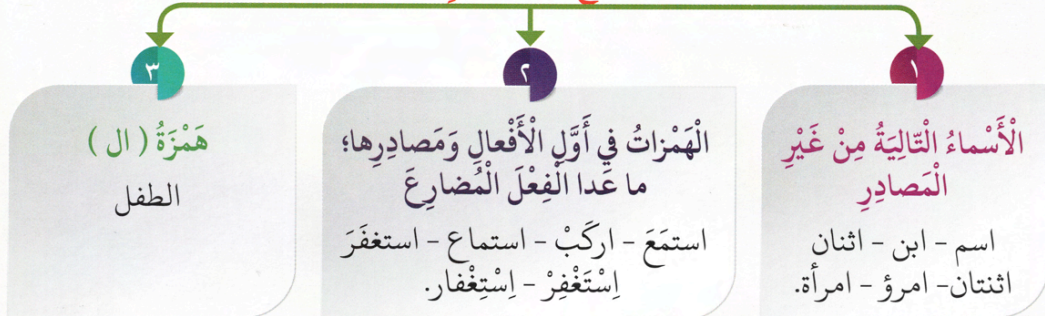 ١
الْأَسْماءُ التّالِيَةُ مِنْ غَيْرِ
الْمَصادِرِ
اسم - ابن - اثنان
اثنتان- امرؤ - امرأة.
٢
الْهَمْزاتُ في أَوَّلِ الْأَفْعالِ وَمَصادِرِها؛
ما عَدا الْفِعْلَ الْمُضارِعَ
استمَعَ - اركَبْ - استماع - استغفَرَ
اِسْتَغْفِرْ - اِسْتِغْفار.
٣
هَمْزَةُ ( ال )
الطفل